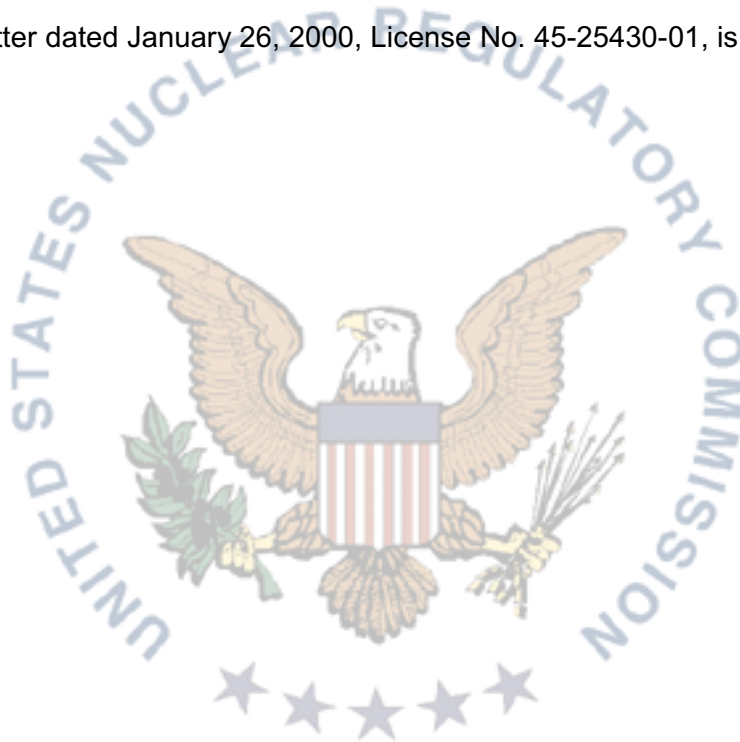 tter dated January 26, 2000, License No. 45-25430-01, is
UNITED STATES NUCLEAR REGULATORY COMMISSION